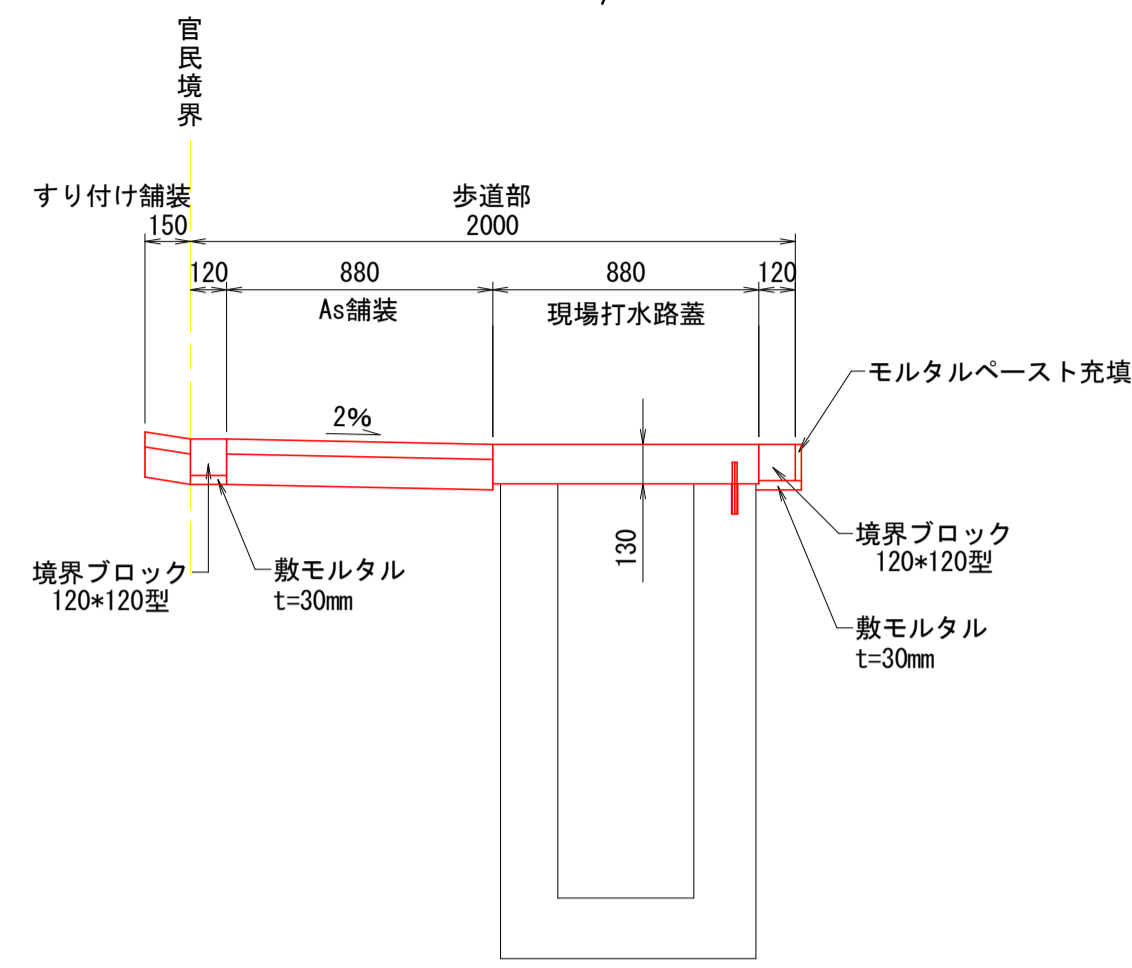 官民境界
すり付け舗装
歩道部
150
2000
120
880
880
120
As舗装
現場打水路蓋
モルタルペースト充填
2%
130
境界ブロック
120*120型
境界ブロック
120*120型
敷モルタル
t=30mm
敷モルタル
t=30mm